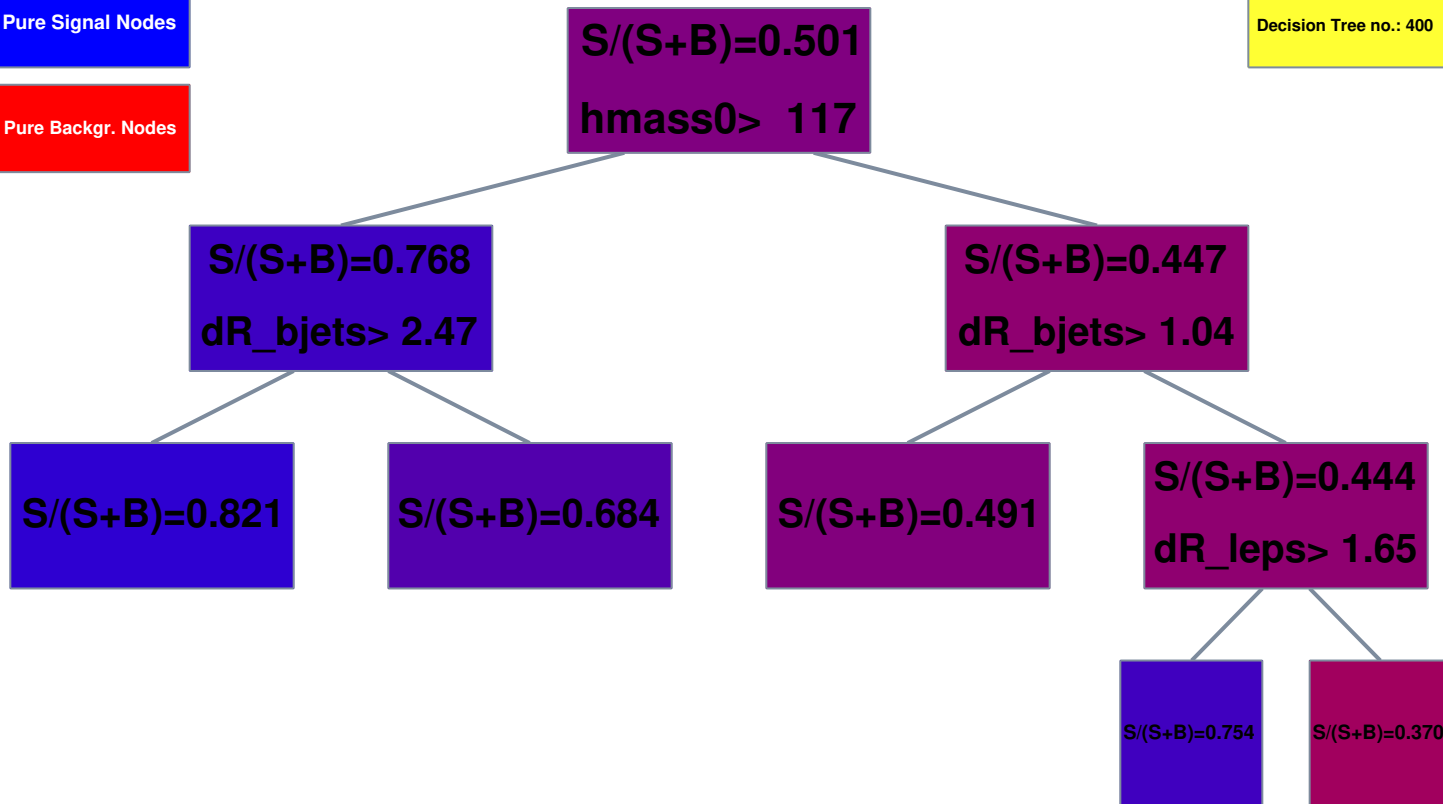 Pure Signal Nodes
Pure Backgr. Nodes
Decision Tree no.: 400
S/(S+B)=0.501
hmass0> 117
S/(S+B)=0.768
dR_bjets> 2.47
S/(S+B)=0.447
dR_bjets> 1.04
S/(S+B)=0.821
S/(S+B)=0.684
S/(S+B)=0.491
S/(S+B)=0.444
dR_leps> 1.65
S/(S+B)=0.754
S/(S+B)=0.370